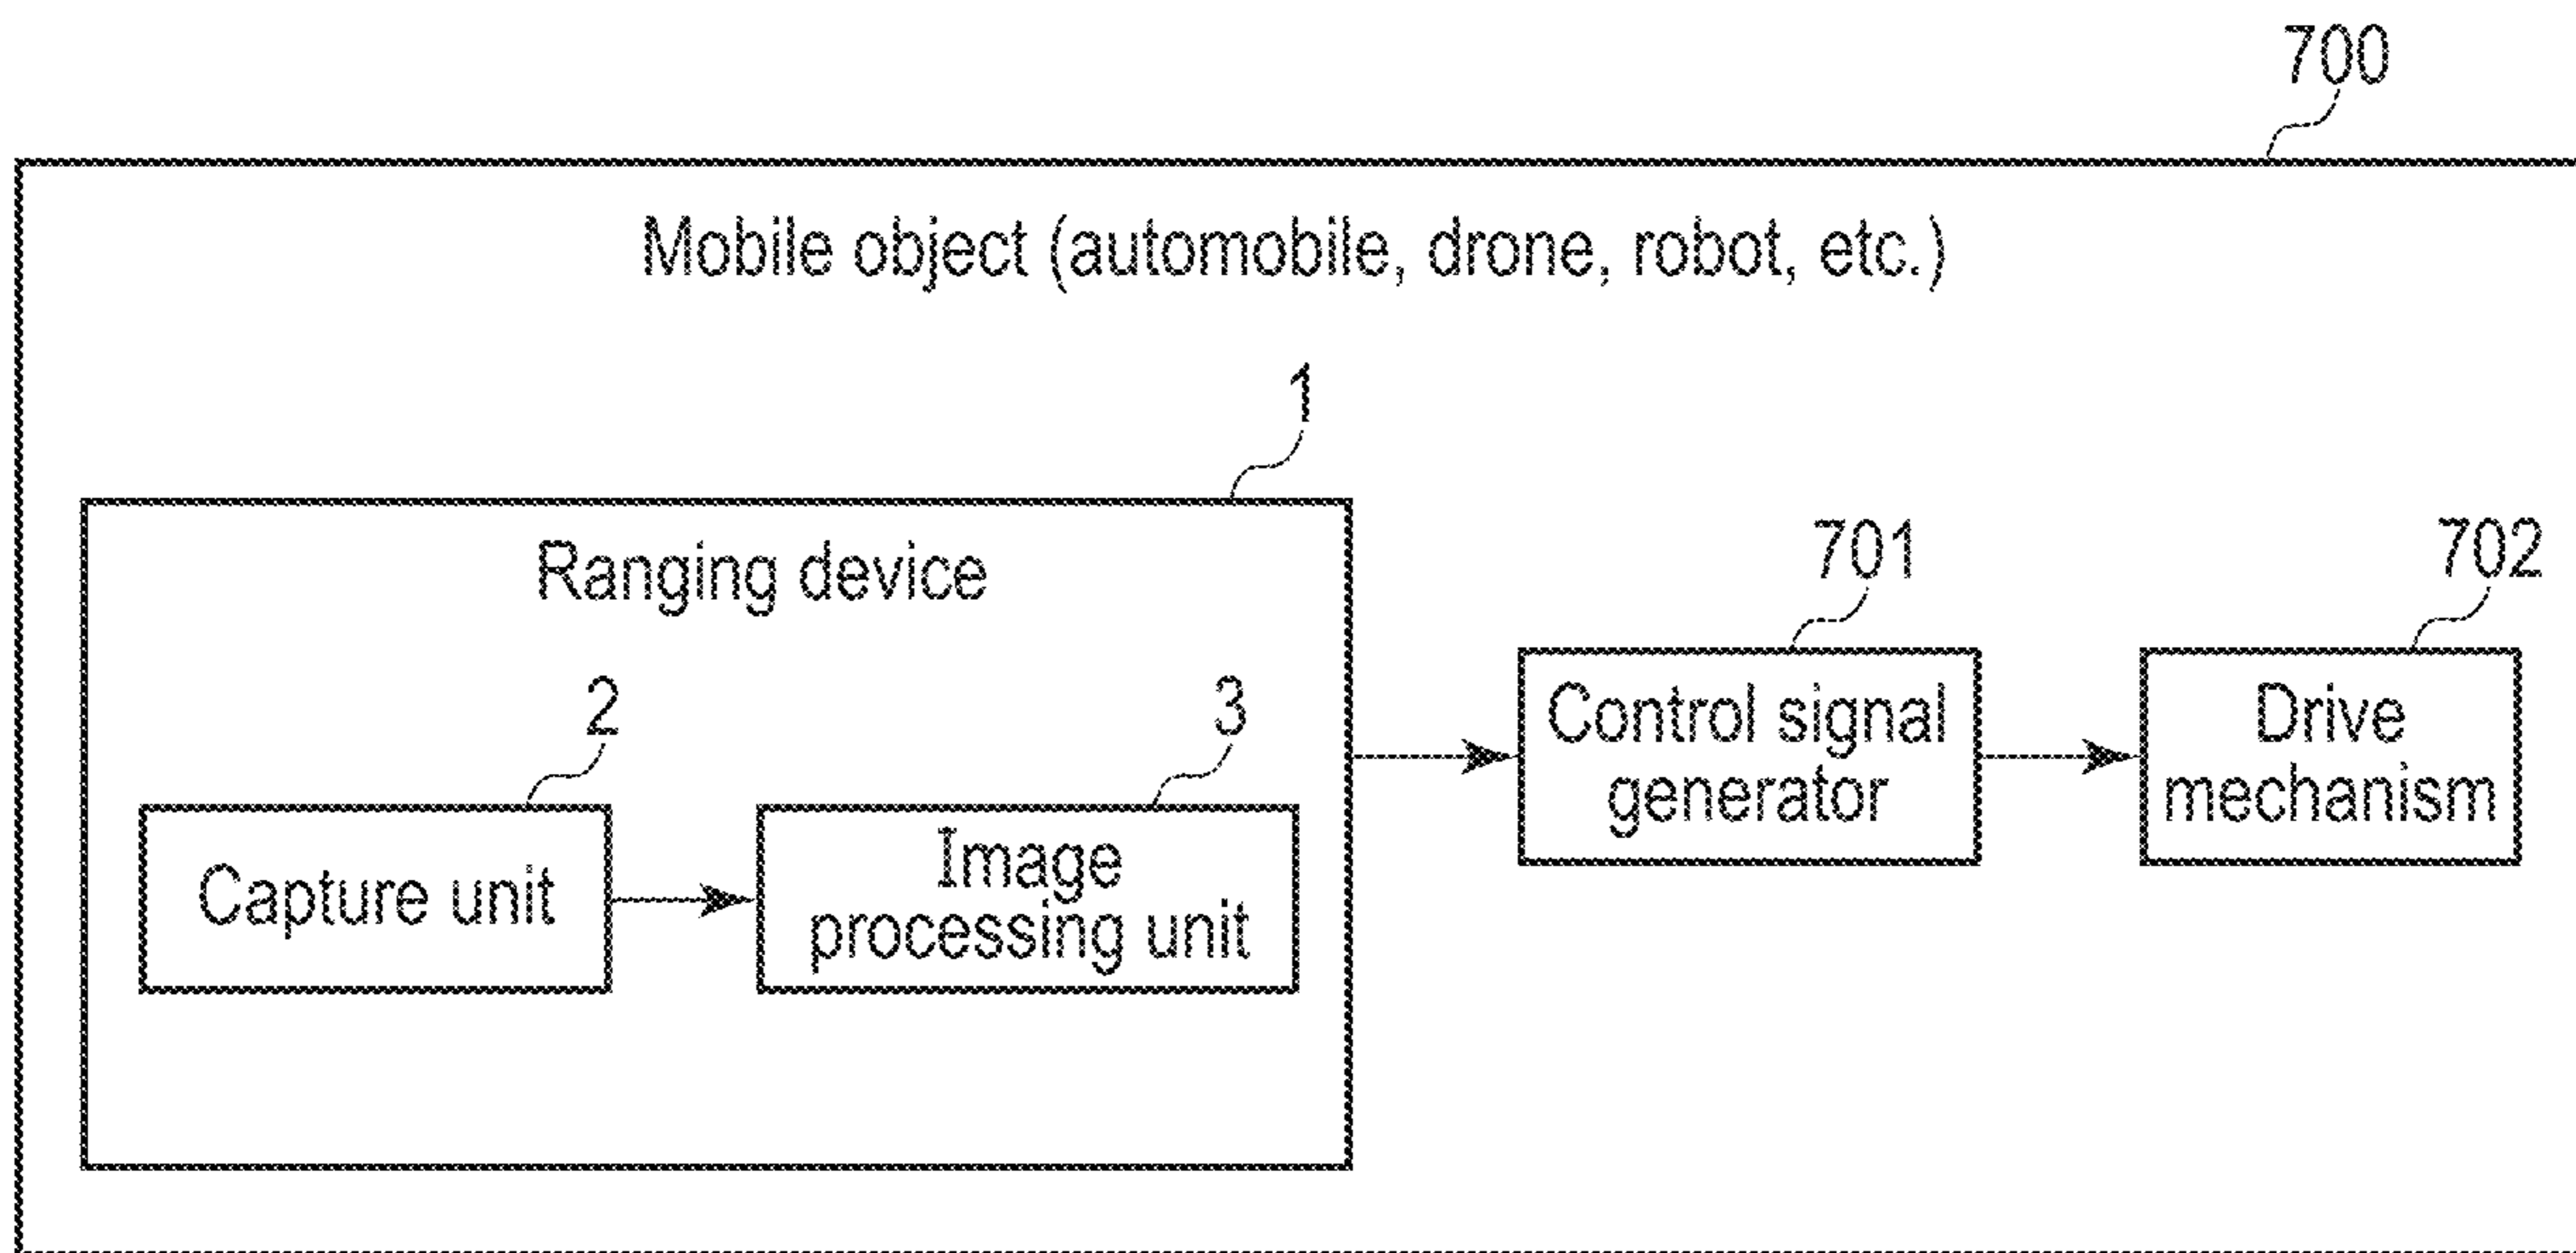 700
Mobile object (automobile, drone, robot, etc.)
1
Ranging device
2
3
Capture unit
Image
processing unit
701
Control signal
generator
702
Drive
mechanism